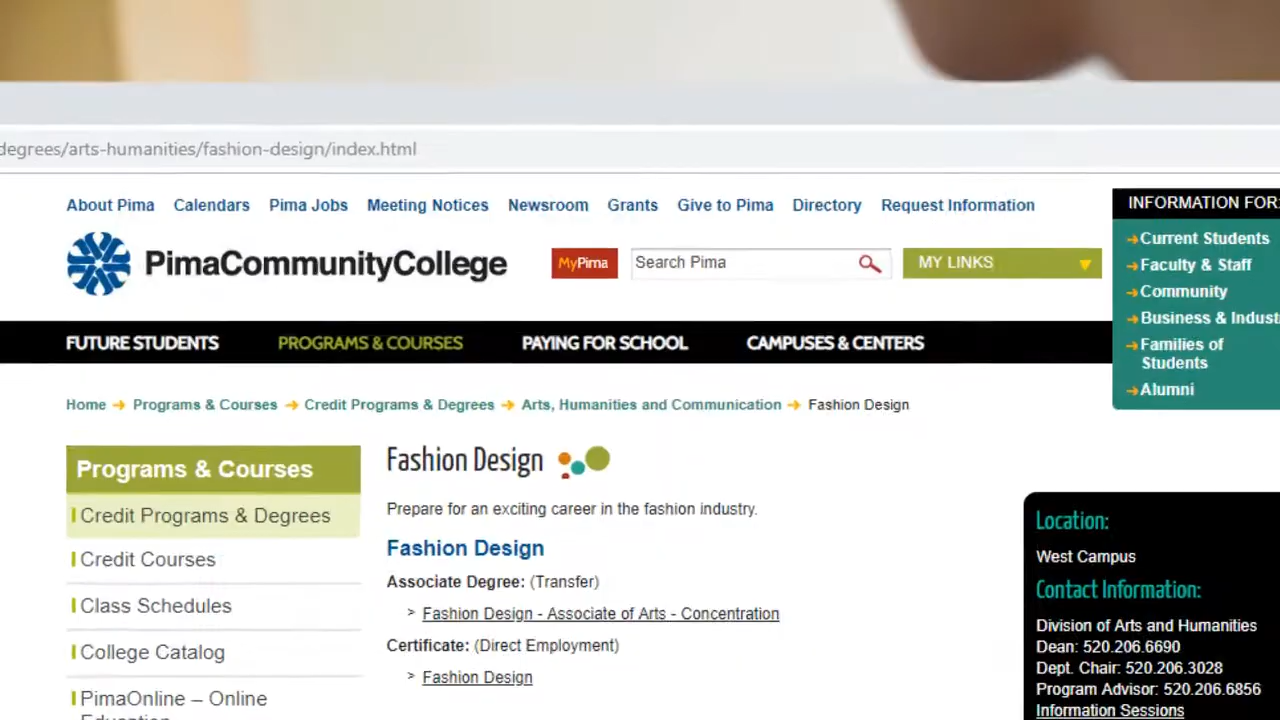 degrees/arts-humanities/fashion-design/index.html
About Pima Calendars Pima Jobs Meeting Notices Newsroom Grants Give to Pima Directory Request Information
PimaCommunityCollege
MyPima
Search Pima
MY LINKS
INFORMATION FOR:
Current Students
Faculty & Staff
Community
Business & Indust
Families of
Students
Alumni
FUTURE STUDENTS PROGRAMS & COURSES PAYING FOR SCHOOL CAMPUSES & CENTERS
Home → Programs & Courses → Credit Programs & Degrees → Arts, Humanities and Communication → Fashion Design
Programs & Courses
Credit Programs & Degrees
Credit Courses
Class Schedules
College Catalog
PimaOnline – Online
Fashion Design
Prepare for an exciting career in the fashion industry.
Fashion Design
Associate Degree: (Transfer)
> Fashion Design - Associate of Arts - Concentration
Certificate: (Direct Employment)
> Fashion Design
Location:
West Campus
Contact Information:
Division of Arts and Humanities
Dean: 520.206.6690
Dept. Chair: 520.206.3028
Program Advisor: 520.206.6856
Information Sessions